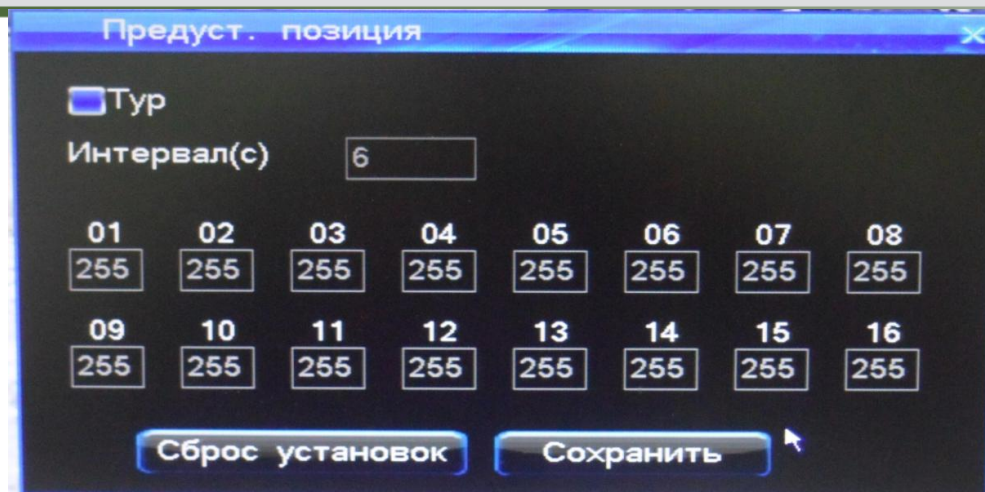 Предуст. позиция
Тур
Интервал(с) 6
01 02 03 04 05 06 07 08
255 255 255 255 255 255 255 255
09 10 11 12 13 14 15 16
255 255 255 255 255 255 255 255
Сброс установок Сохранить